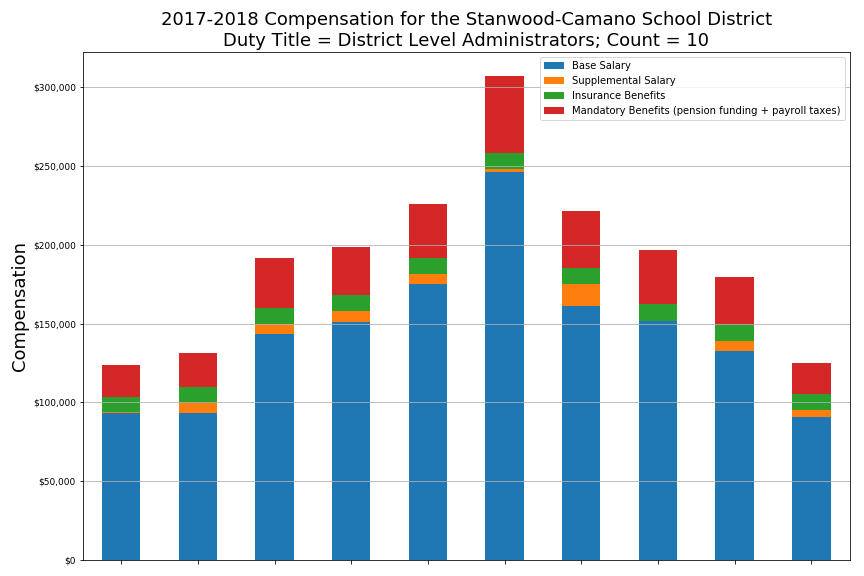 2017-2018 Compensation for the Stanwood-Camano School District
Duty Title = District Level Administrators; Count = 10
Base Salary
Supplemental Salary
Insurance Benefits
Mandatory Benefits (pension funding + payroll taxes)
Compensation
$300,000
$250,000
$200,000
$150,000
$100,000
$50,000
$0